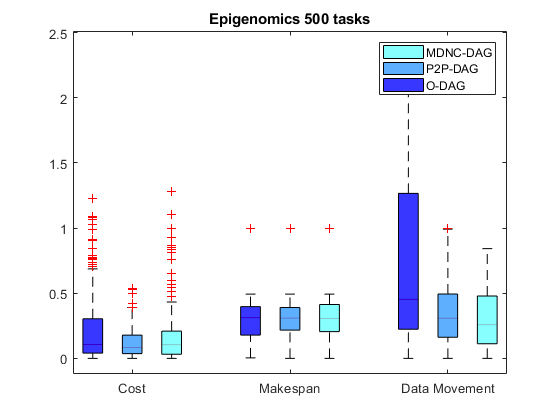 Epigenomics 500 tasks
2.5
2
1.5
1
0.5
0
MDNC-DAG
P2P-DAG
O-DAG
Cost
Makespan
Data Movement